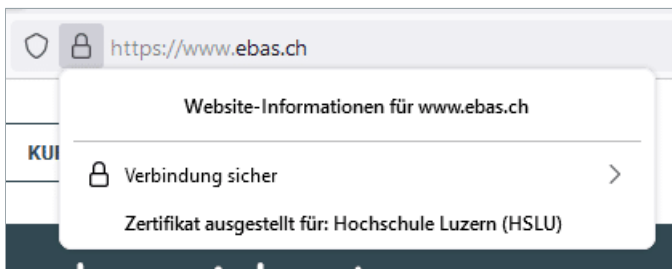 https://www.ebas.ch
Website-Informationen für www.ebas.ch
Verbindung sicher
Zertifikat ausgestellt für: Hochschule Luzern (HSLU)